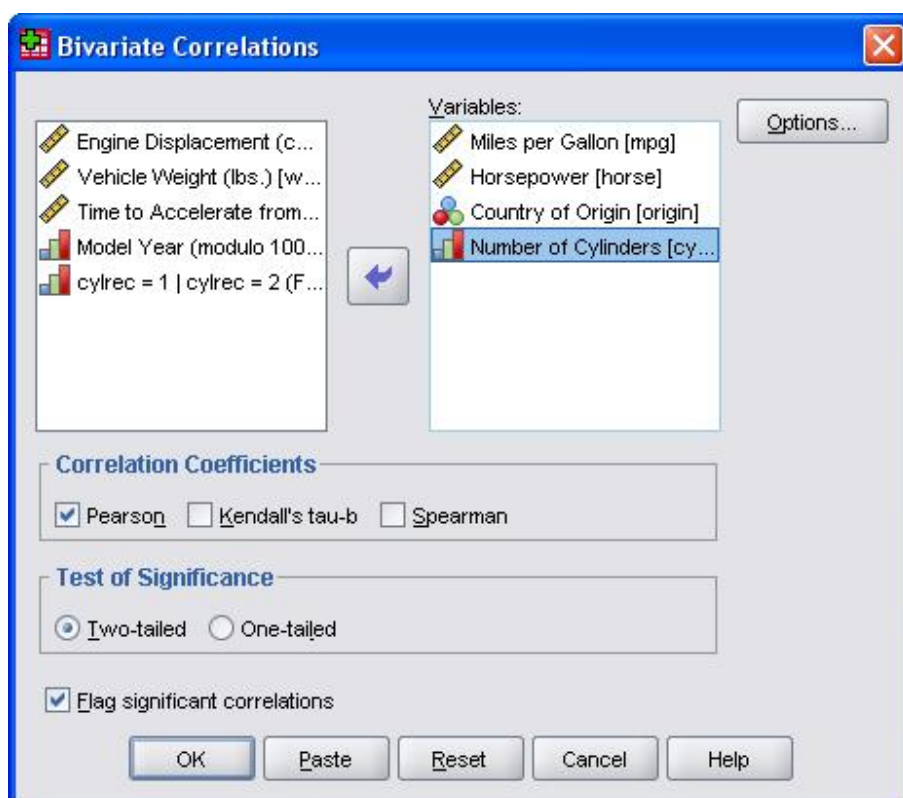 Bivariate Correlations
Engine Displacement (c...
Vehicle Weight (lbs.) [w...
Time to Accelerate from...
Model Year (modulo 100...
cylrec = 1 | cylrec = 2 (F...
Variables:
Miles per Gallon [mpg]
Horsepower [horse]
Country of Origin [origin]
Number of Cylinders [cy...
Options...
Correlation Coefficients
Pearson Kendall's tau-b Spearman
Test of Significance
Two-tailed One-tailed
Flag significant correlations
OK Paste Reset Cancel Help